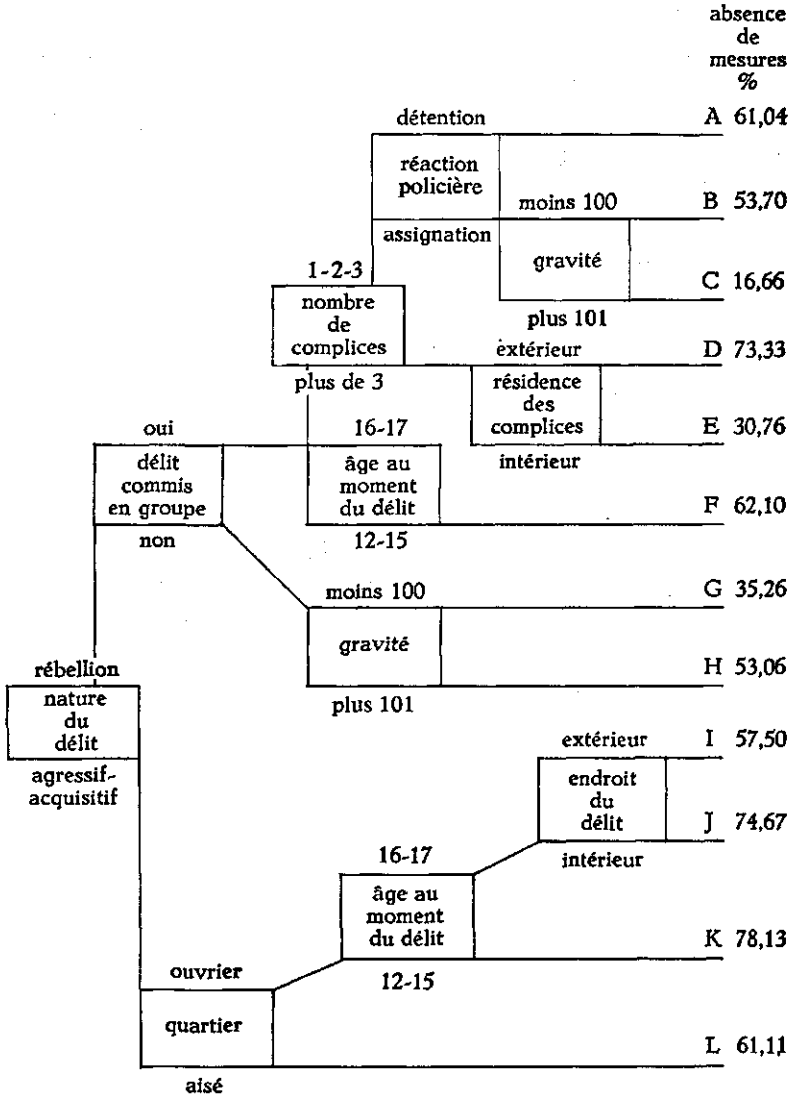 absence
de
mesures
%
détention A 61,04
réaction
policière
moins 100 B 53,70
assignation
gravité
1-2-3 C 16,66
nombre
de
complices
plus 101
extérieur D 73,33
plus de 3
résidence
des
complices
oui 16-17 E 30,76
intérieur
délit
commis
en groupe
âge au
moment
du délit
F 62,10
non 12-15
moins 100 G 35,26
gravité
rébellion H 53,06
nature
du
délit
plus 101
extérieur I 57,50
agressif-
acquisitif
endroit
du
délit
J 74,67
16-17 intérieur
âge au
moment
du délit
K 78,13
ouvrier 12-15
quartier
L 61,11
aisé